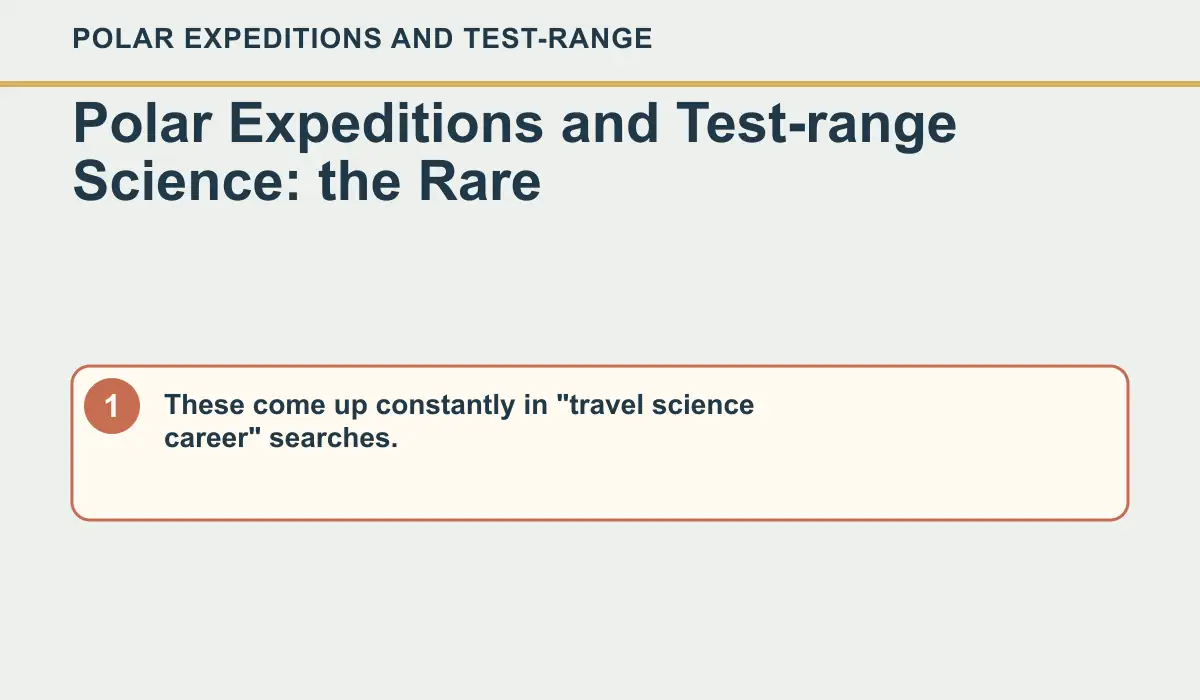 POLAR EXPEDITIONS AND TEST-RANGE
Polar Expeditions and Test-range
Science: the Rare
1
These come up constantly in "travel science
career" searches.